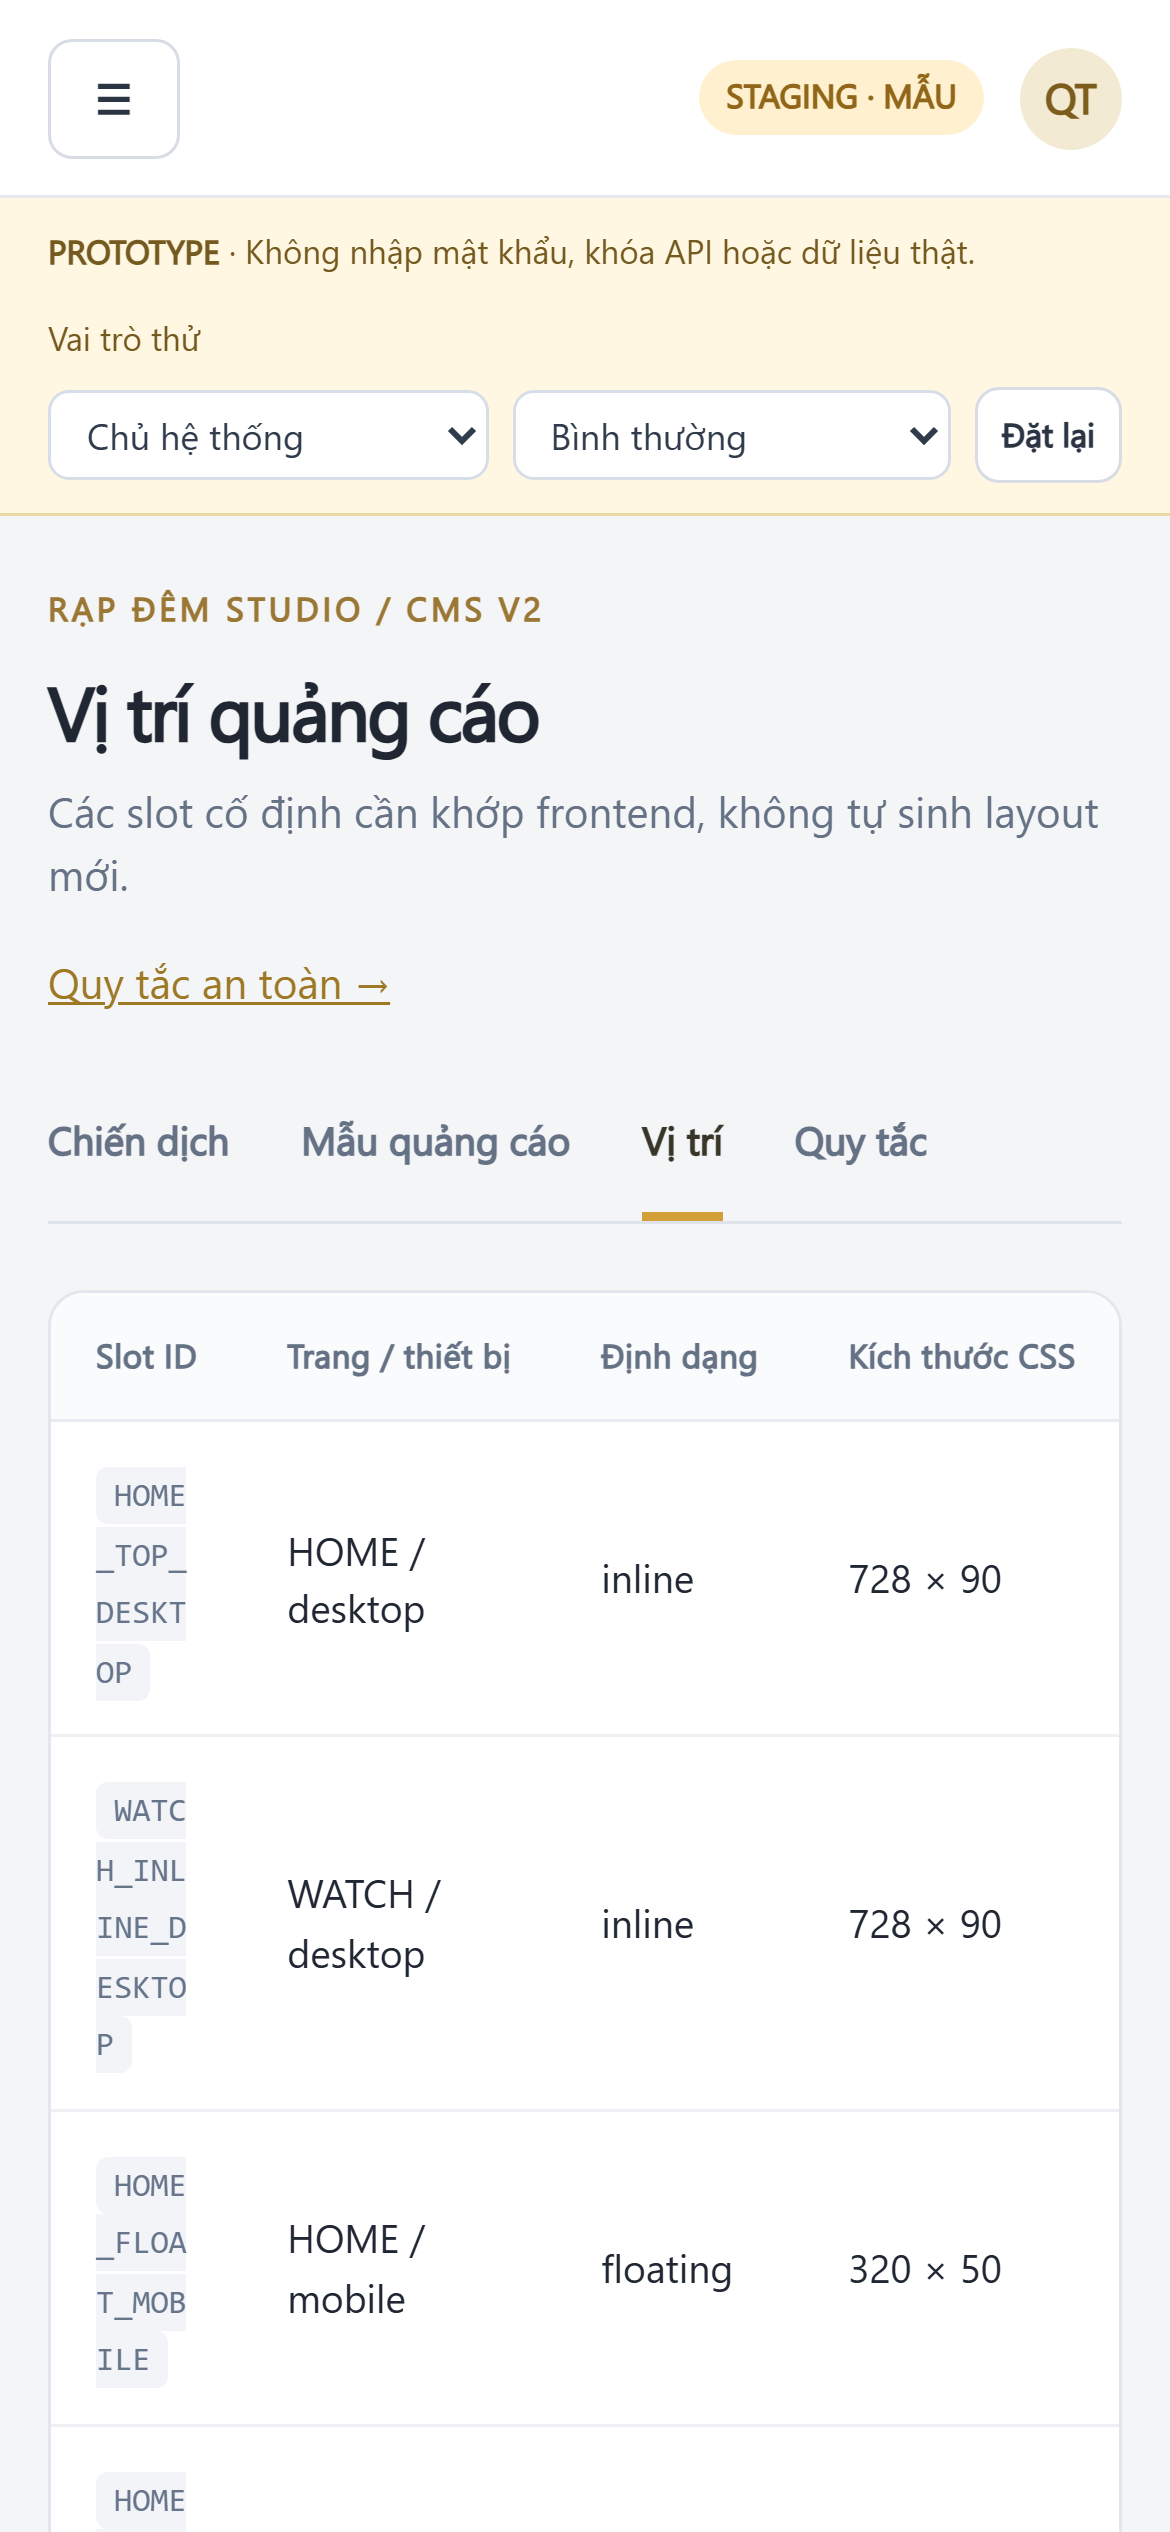 ☰
STAGING · MẪU
QT
PROTOTYPE · Không nhập mật khẩu, khóa API hoặc dữ liệu thật.
Vai trò thử
Chủ hệ thống
Bình thường
Đặt lại
RẠP ĐÊM STUDIO / CMS V2
Vị trí quảng cáo
Các slot cố định cần khớp frontend, không tự sinh layout
mới.
Quy tắc an toàn →
Chiến dịch
Mẫu quảng cáo
Vị trí
Quy tắc
Slot ID
Trang / thiết bị
Định dạng
Kích thước CSS
HOME
_TOP_
DESKT
OP
HOME /
desktop
inline
728 × 90
WATC
H_INL
INE_D
ESKTO
P
WATCH /
desktop
inline
728 × 90
HOME
_FLOA
T_MOB
ILE
HOME /
mobile
floating
320 × 50
HOME